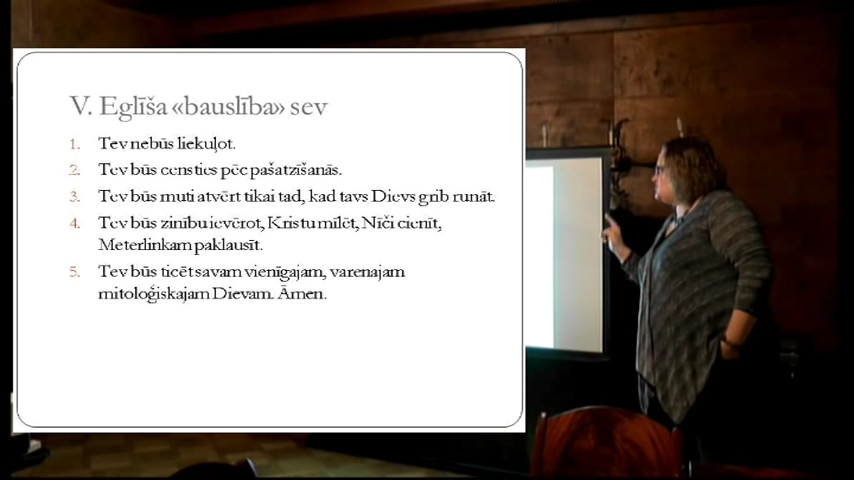 V. Eglīša «bauslība» sev
1. Tev nebūs liekuļot.
2. Tev būs censties pēc pašatzīšanās.
3. Tev būs muti atvērt tikai tad, kad tavs Dievs grib runāt.
4. Tev būs zinību ievērot, Kristu mīlēt, Nīči cienīt,
Meterlinkam paklausīt.
5. Tev būs ticēt savam vienīgajam, varenajam
mitoloģiskajam Dievam. Āmen.